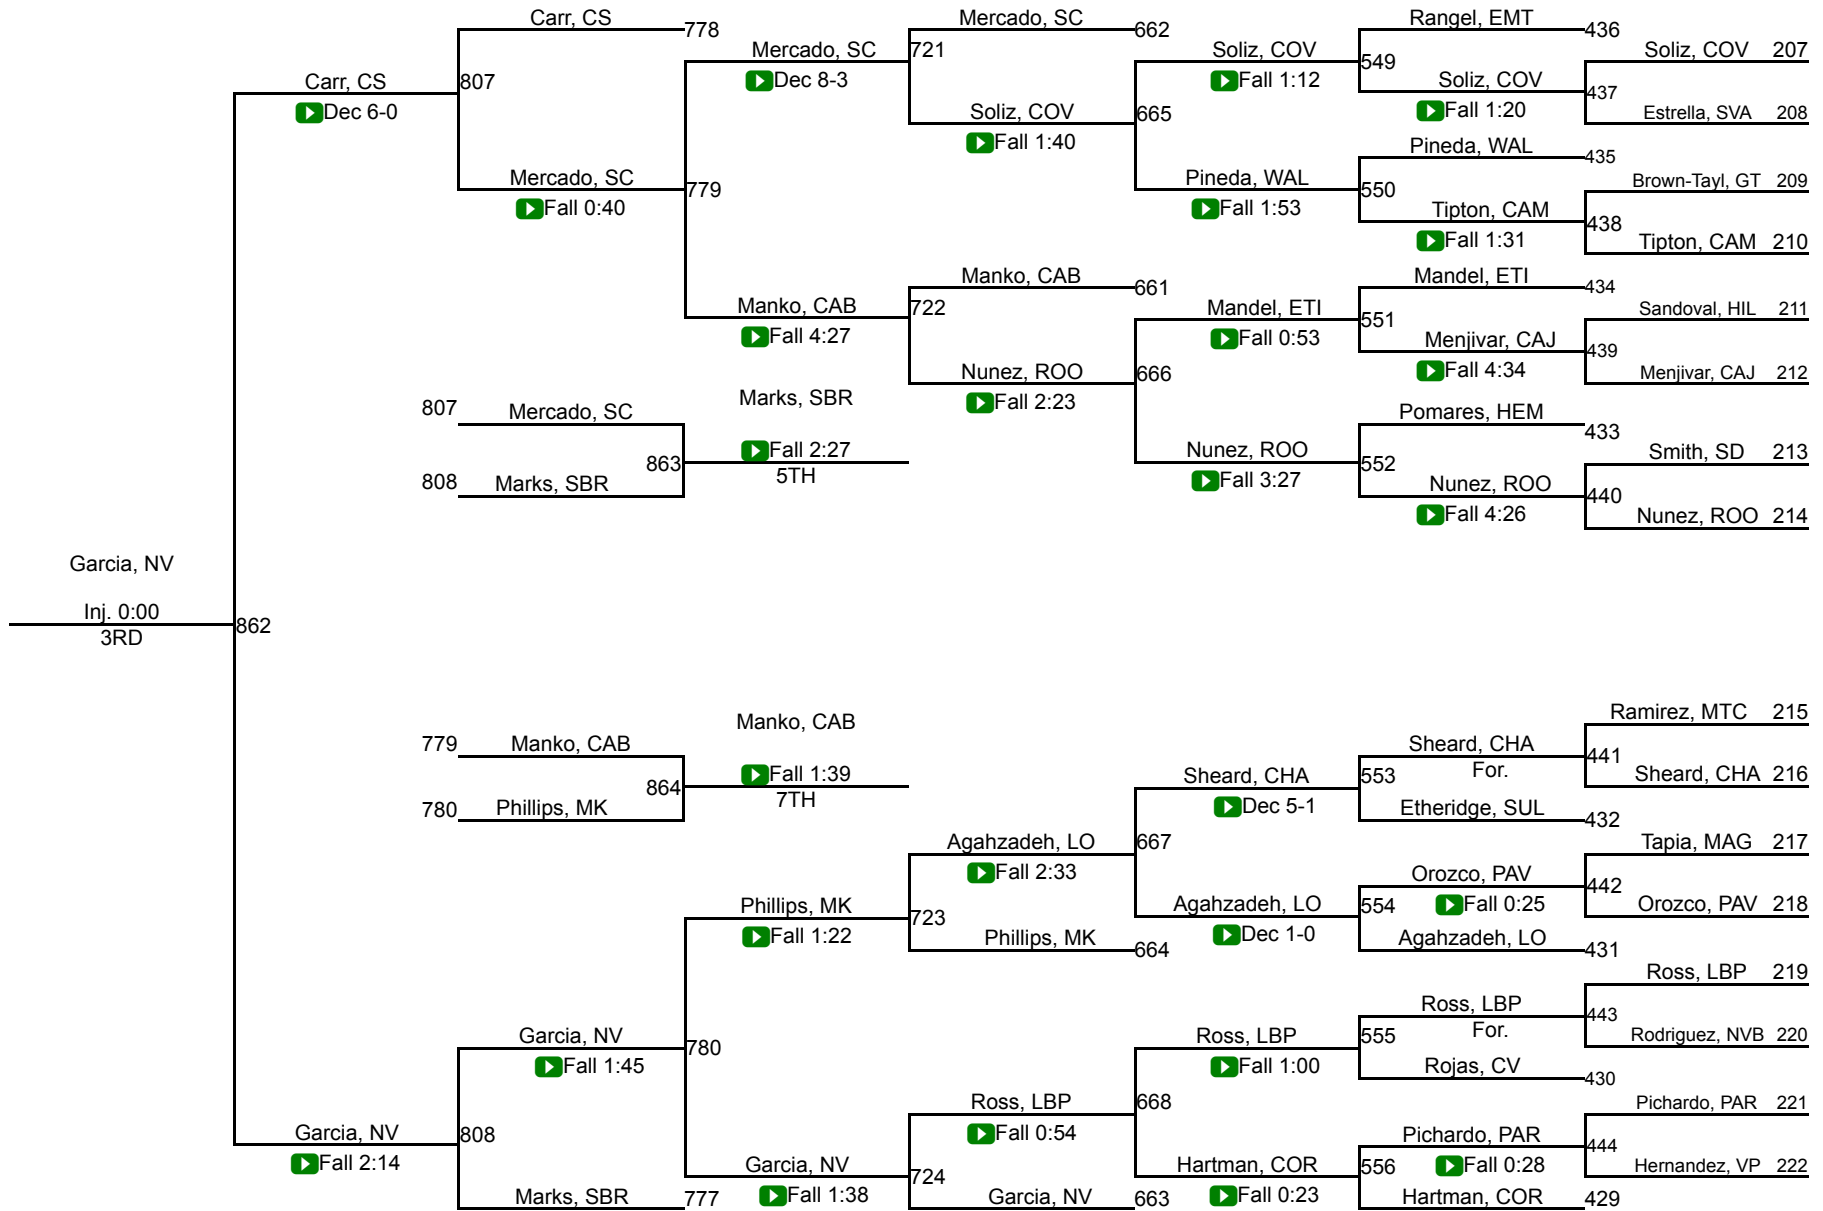 Carr, CS
778
Mercado, SC
662
Rangel, EMT
436
Mercado, SC
Dec 8-3
721
Soliz, COV
Fall 1:12
549
Soliz, COV 207
Carr, CS
Dec 6-0
807
Soliz, COV
Fall 1:20
437
Estrella, SVA 208
Soliz, COV
Fall 1:40
665
Pineda, WAL
435
Mercado, SC
Fall 0:40
779
Pineda, WAL
Fall 1:53
550
Brown-Tayl, GT 209
Tipton, CAM
Fall 1:31
438
Tipton, CAM 210
Manko, CAB
661
Mandel, ETI
434
Manko, CAB
Fall 4:27
722
Mandel, ETI
Fall 0:53
551
Sandoval, HIL 211
Menjivar, CAJ
Fall 4:34
439
Menjivar, CAJ 212
Nunez, ROO
Fall 2:23
666
Marks, SBR
807 Mercado, SC
Fall 2:27
5TH
863
808 Marks, SBR
Pomares, HEM
433
Nunez, ROO
Fall 3:27
552
Smith, SD 213
Nunez, ROO
Fall 4:26
440
Nunez, ROO 214
Garcia, NV
Inj. 0:00
3RD
862
Manko, CAB
779 Manko, CAB
Fall 1:39
7TH
864
780 Phillips, MK
Ramirez, MTC 215
Sheard, CHA
For.
441
Sheard, CHA 216
Sheard, CHA
Dec 5-1
553
Etheridge, SUL
432
Agahzadeh, LO
Fall 2:33
667
Tapia, MAG 217
Orozco, PAV
Fall 0:25
442
Orozco, PAV 218
Phillips, MK
Fall 1:22
723
Agahzadeh, LO
Dec 1-0
554
Agahzadeh, LO
431
Phillips, MK
664
Ross, LBP 219
Ross, LBP
For.
443
Rodriguez, NVB 220
Garcia, NV
Fall 1:45
780
Ross, LBP
Fall 1:00
555
Rojas, CV
430
Ross, LBP
Fall 0:54
668
Pichardo, PAR 221
Garcia, NV
Fall 2:14
808
Pichardo, PAR
Fall 0:28
444
Hernandez, VP 222
Garcia, NV
Fall 1:38
724
Hartman, COR
Fall 0:23
556
Marks, SBR
777
Garcia, NV
663
Hartman, COR
429